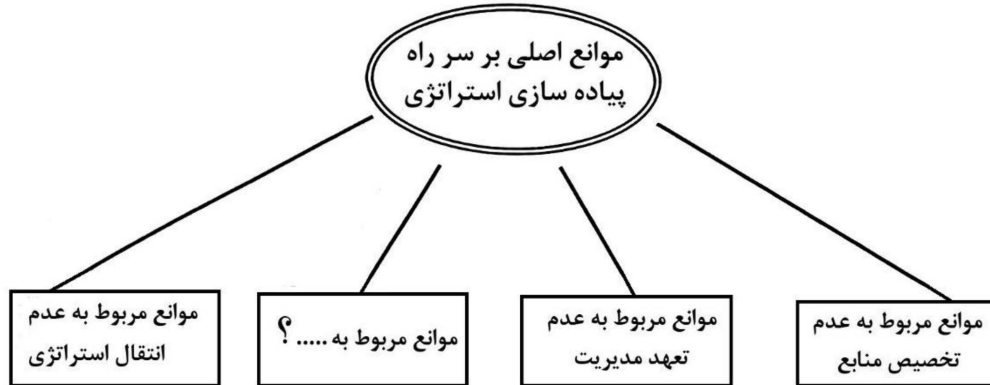 موانع اصلی بر سر راه
پیاده سازی استراتژی
موانع مربوط به عدم
تخصیص منابع
موانع مربوط به عدم
تعهد مدیریت
موانع مربوط به ..... ؟
موانع مربوط به عدم
انتقال استراتژی